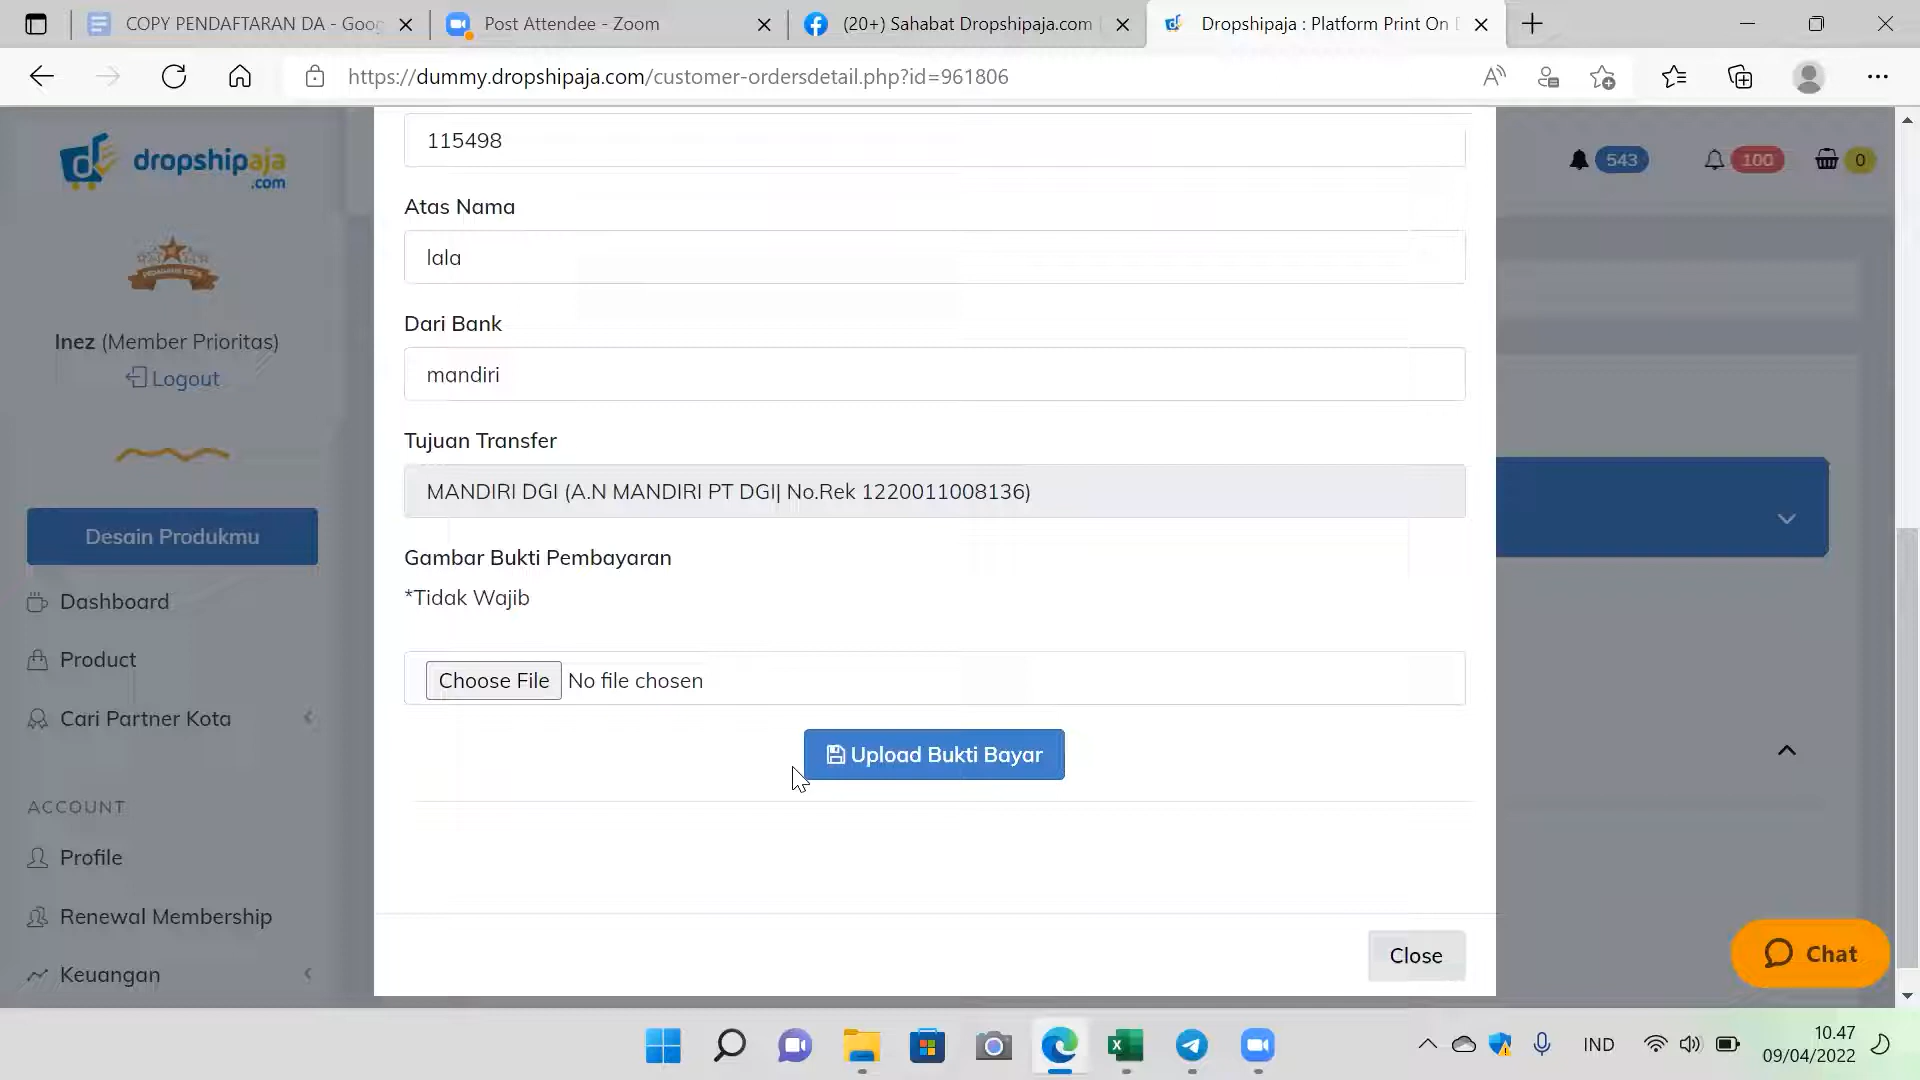 COPY PENDAFTARAN DA - Goog
Post Attendee - Zoom
(20+) Sahabat Dropshipaja.com
Dropshipaja : Platform Print On
https://dummy.dropshipaja.com/customer-ordersdetail.php?id=961806
dropshipaja
.com
543
100
0
Inez (Member Prioritas)
Logout
Desain Produkmu
Dashboard
Product
Cari Partner Kota
ACCOUNT
Profile
Renewal Membership
Keuangan
115498
Atas Nama
lala
Dari Bank
mandiri
Tujuan Transfer
MANDIRI DGI (A.N MANDIRI PT DGI| No.Rek 1220011008136)
Gambar Bukti Pembayaran
*Tidak Wajib
Choose File No file chosen
Upload Bukti Bayar
Close
Chat
IND
10.47
09/04/2022